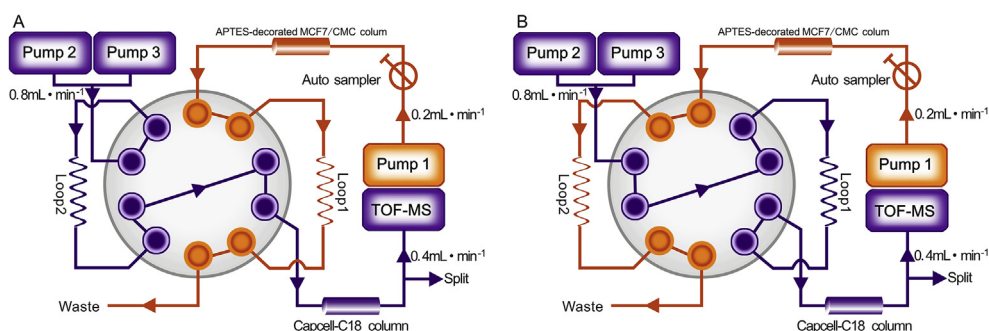 A
Pump 2
Pump 3
APTES-decorated MCF7/CMC colum
Auto sampler
0.8mL • min⁻¹
0.2mL • min⁻¹
Pump 1
Loop2
Loop1
TOF-MS
0.4mL • min⁻¹
Split
Waste
Capcell-C18 column
B
Pump 2
Pump 3
APTES-decorated MCF7/CMC colum
Auto sampler
0.8mL • min⁻¹
0.2mL • min⁻¹
Pump 1
Loop2
Loop1
TOF-MS
0.4mL • min⁻¹
Split
Waste
Capcell-C18 column